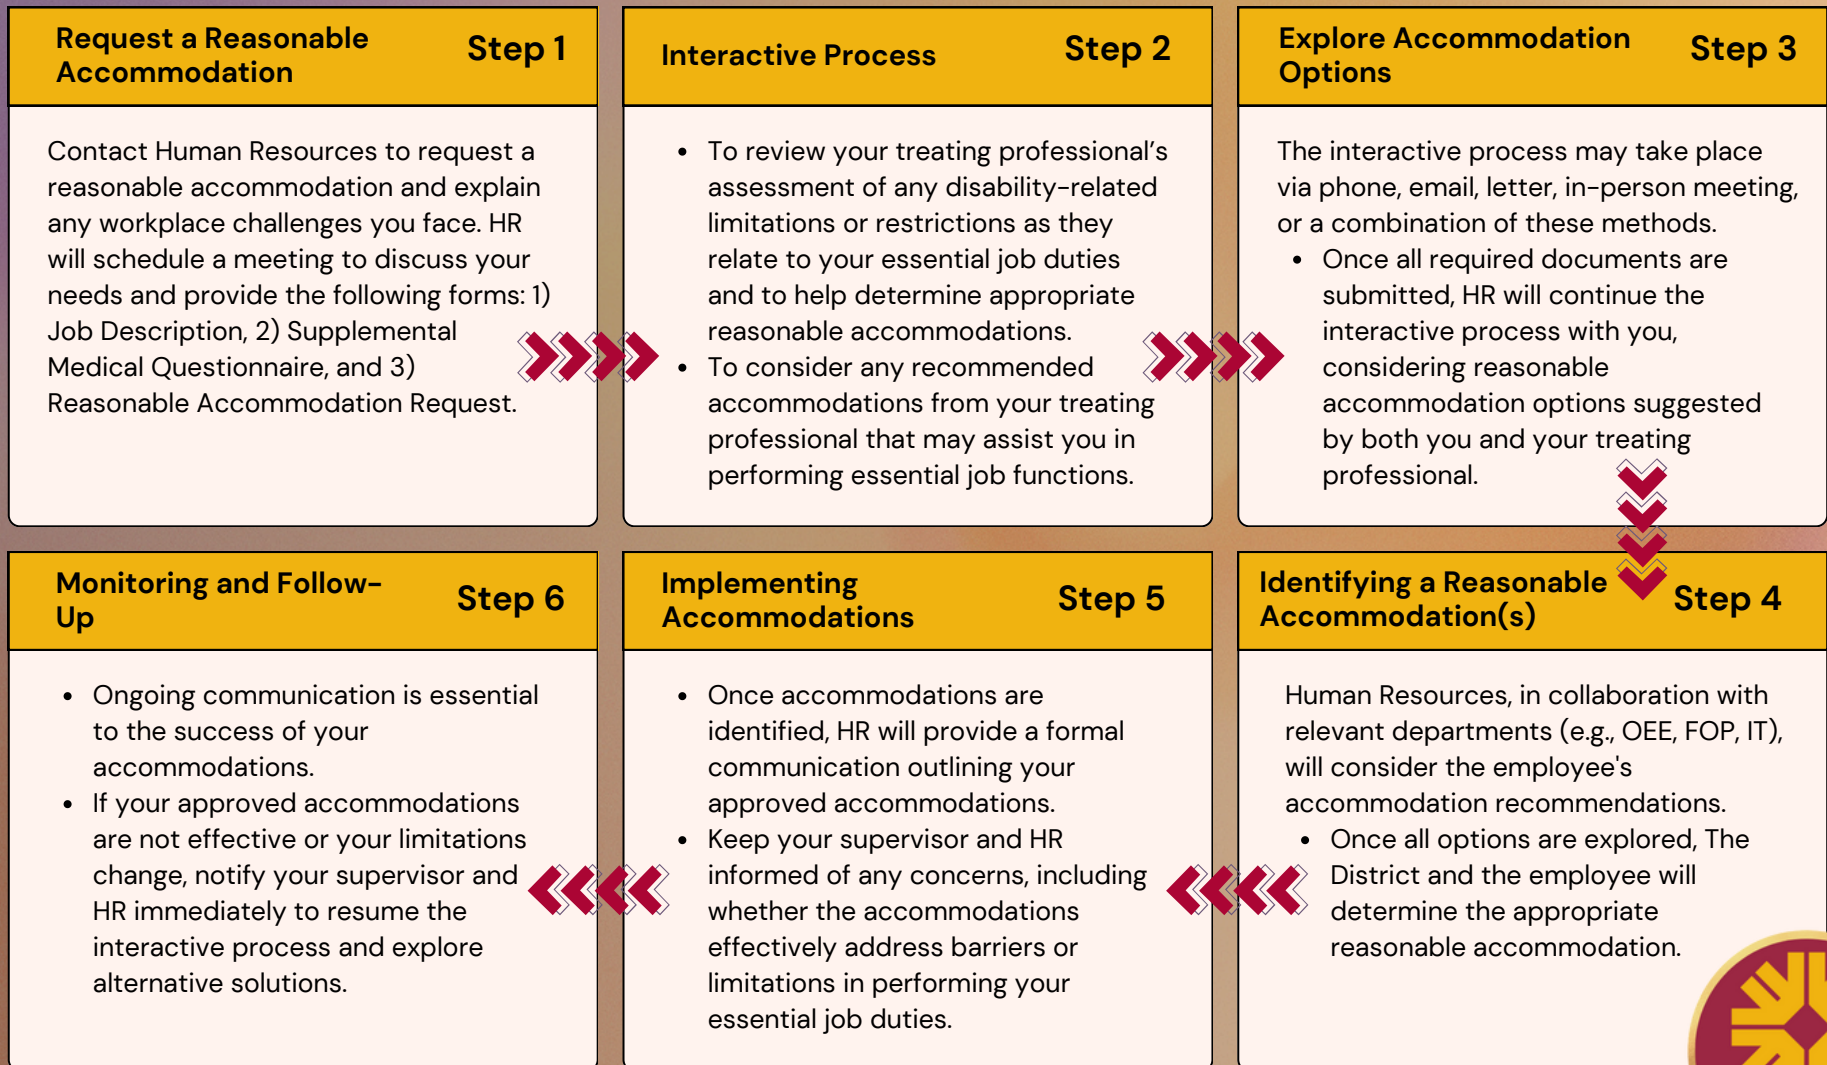 Request a Reasonable
Accommodation
Step 1
Contact Human Resources to request a
reasonable accommodation and explain
any workplace challenges you face. HR
will schedule a meeting to discuss your
needs and provide the following forms: 1)
Job Description, 2) Supplemental
Medical Questionnaire, and 3)
Reasonable Accommodation Request.
Interactive Process
Step 2
• To review your treating professional’s
assessment of any disability-related
limitations or restrictions as they
relate to your essential job duties
and to help determine appropriate
reasonable accommodations.
• To consider any recommended
accommodations from your treating
professional that may assist you in
performing essential job functions.
Explore Accommodation
Options
Step 3
The interactive process may take place
via phone, email, letter, in-person meeting,
or a combination of these methods.
• Once all required documents are
submitted, HR will continue the
interactive process with you,
considering reasonable
accommodation options suggested
by both you and your treating
professional.
Identifying a Reasonable
Accommodation(s)
Step 4
Human Resources, in collaboration with
relevant departments (e.g., OEE, FOP, IT),
will consider the employee's
accommodation recommendations.
• Once all options are explored, The
District and the employee will
determine the appropriate
reasonable accommodation.
Implementing
Accommodations
Step 5
• Once accommodations are
identified, HR will provide a formal
communication outlining your
approved accommodations.
• Keep your supervisor and HR
informed of any concerns, including
whether the accommodations
effectively address barriers or
limitations in performing your
essential job duties.
Monitoring and Follow-
Up
Step 6
• Ongoing communication is essential
to the success of your
accommodations.
• If your approved accommodations
are not effective or your limitations
change, notify your supervisor and
HR immediately to resume the
interactive process and explore
alternative solutions.